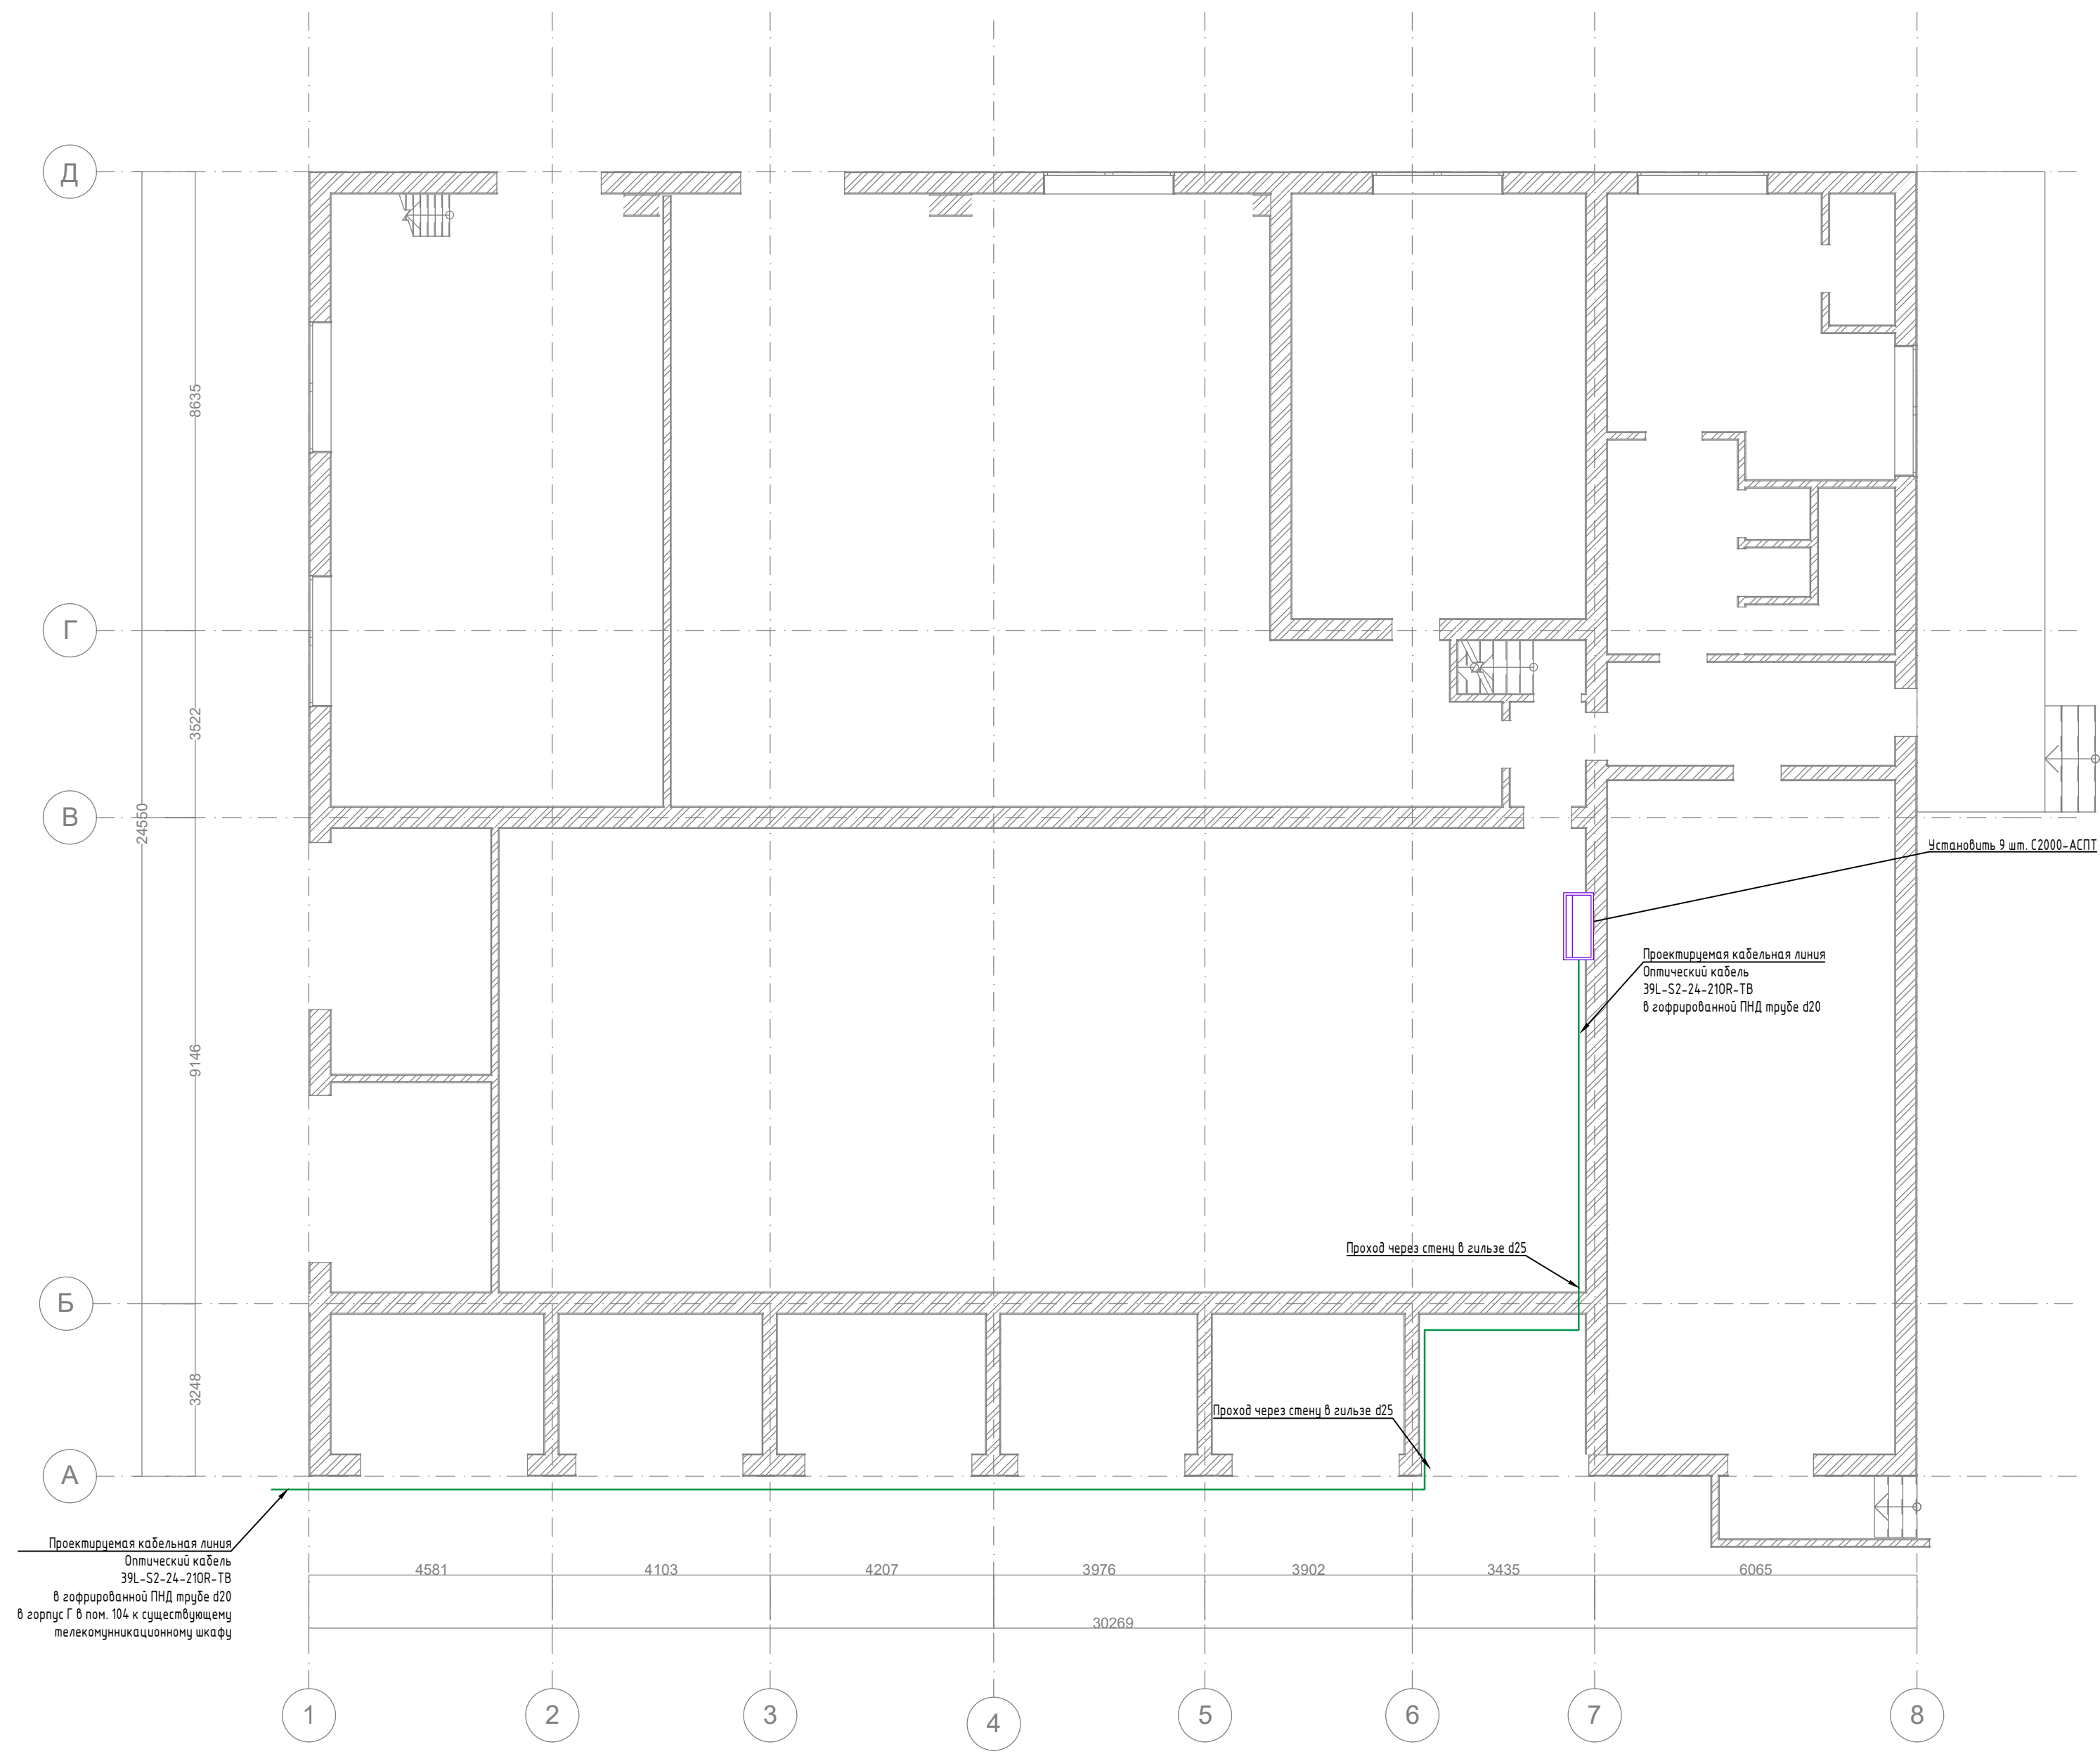 Д
8635
Г
3522
В
24550
Установить 9 шт. С2000-АСПТ
Проектируемая кабельная линия
Оптический кабель
39L-S2-24-21OR-TB
в гофрированной ПНД трубе d20
9146
Проход через стену в гильзе d25
Б
3248
Проход через стену в гильзе d25
А
Проектируемая кабельная линия
Оптический кабель
39L-S2-24-21OR-TB
в гофрированной ПНД трубе d20
в горпус Г в пом. 104 к существующему
телекомунникационному шкафу
4581 4103 4207 3976 3902 3435 6065
30269
1 2 3 4 5 6 7 8